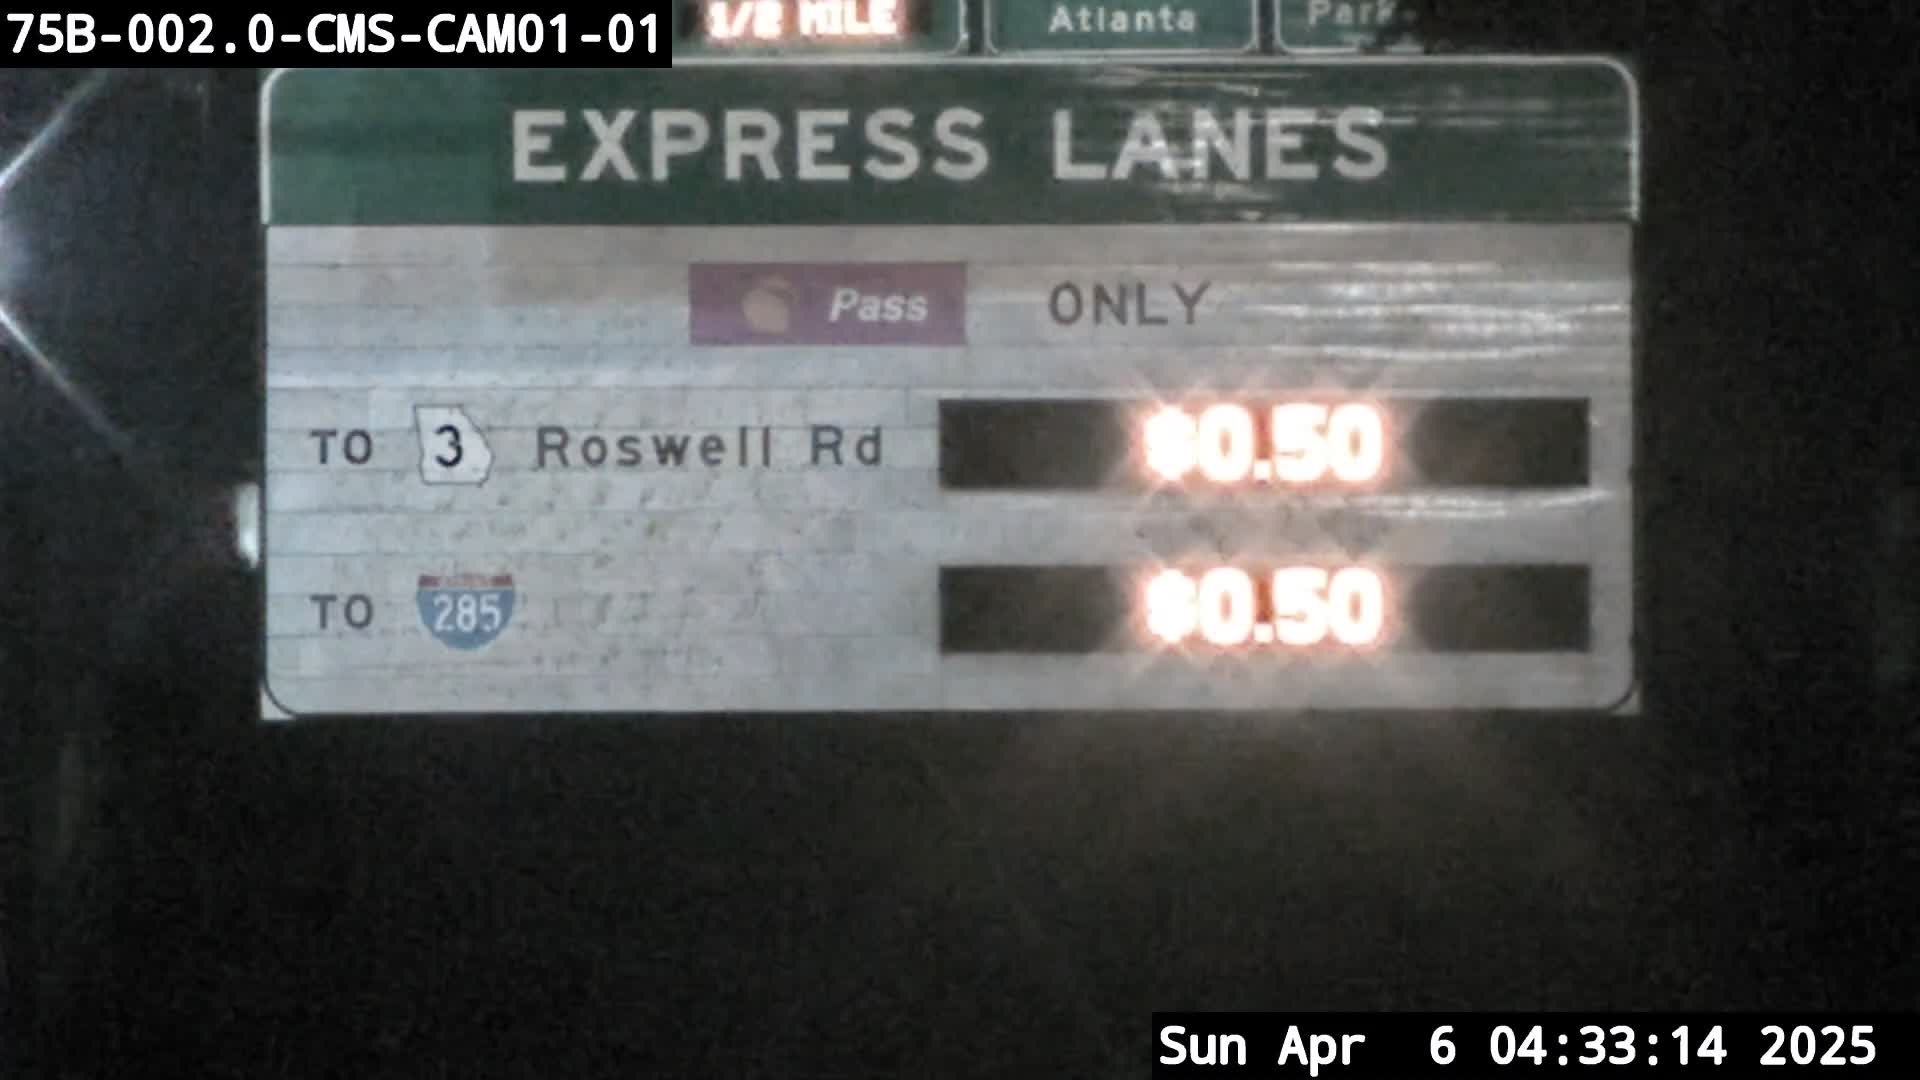 75B-002.0-CMS-CAM01-01
1/2 MILE
Atlanta
Park
EXPRESS LANES
Pass ONLY
TO 3 Roswell Rd $0.50
TO 285 $0.50
Sun Apr 6 04:33:14 2025